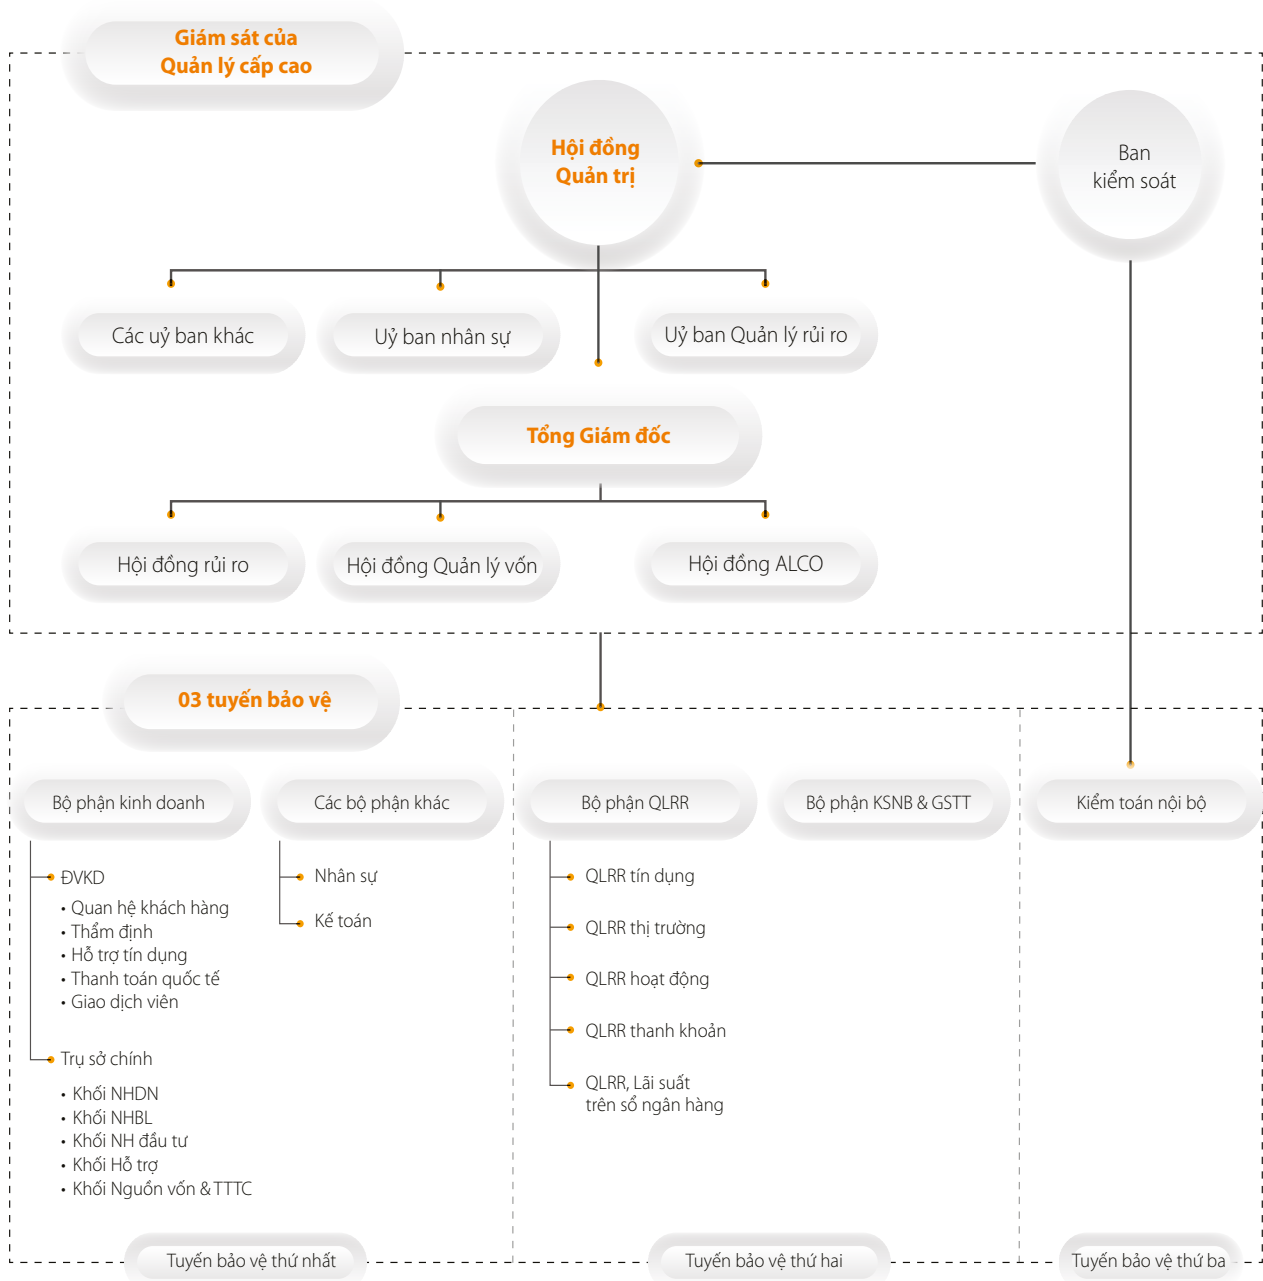 Giám sát của
Quản lý cấp cao
Hội đồng
Quản trị
Ban
kiểm soát
Các uỷ ban khác
Uỷ ban nhân sự
Uỷ ban Quản lý rủi ro
Tổng Giám đốc
Hội đồng rủi ro
Hội đồng Quản lý vốn
Hội đồng ALCO
03 tuyến bảo vệ
Bộ phận kinh doanh
ĐVKD
• Quan hệ khách hàng
• Thẩm định
• Hỗ trợ tín dụng
• Thanh toán quốc tế
• Giao dịch viên
Trụ sở chính
• Khối NHDN
• Khối NHBL
• Khối NH đầu tư
• Khối Hỗ trợ
• Khối Nguồn vốn & TTTC
Các bộ phận khác
Nhân sự
Kế toán
Bộ phận QLRR
QLRR tín dụng
QLRR thị trường
QLRR hoạt động
QLRR thanh khoản
QLRR, Lãi suất
trên sổ ngân hàng
Bộ phận KSNB & GSTT
Kiểm toán nội bộ
Tuyến bảo vệ thứ nhất
Tuyến bảo vệ thứ hai
Tuyến bảo vệ thứ ba